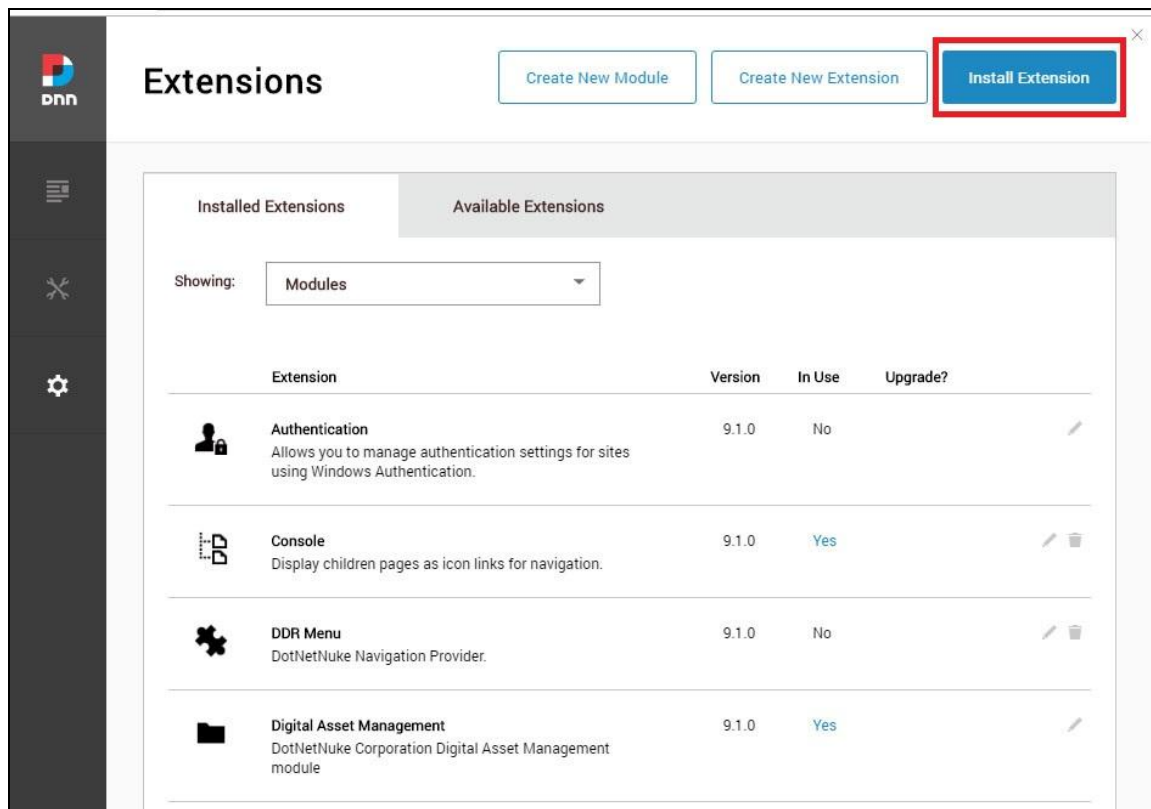 DNN
Extensions
Create New Module
Create New Extension
Install Extension
Installed Extensions
Available Extensions
Showing:
Modules
Extension
Version
In Use
Upgrade?
Authentication
9.1.0
No
Allows you to manage authentication settings for sites
using Windows Authentication.
Console
9.1.0
Yes
Display children pages as icon links for navigation.
DDR Menu
9.1.0
No
DotNetNuke Navigation Provider.
Digital Asset Management
9.1.0
Yes
DotNetNuke Corporation Digital Asset Management
module